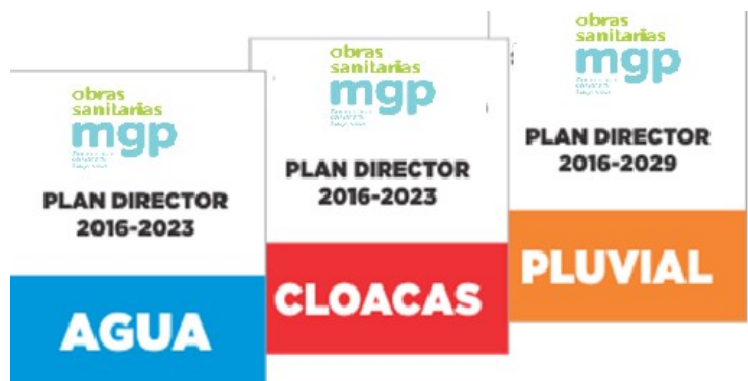 obras
sanitarias
mgp
PLAN DIRECTOR
2016-2023
AGUA
obras
sanitarias
mgp
PLAN DIRECTOR
2016-2023
CLOACAS
obras
sanitarias
mgp
PLAN DIRECTOR
2016-2029
PLUVIAL